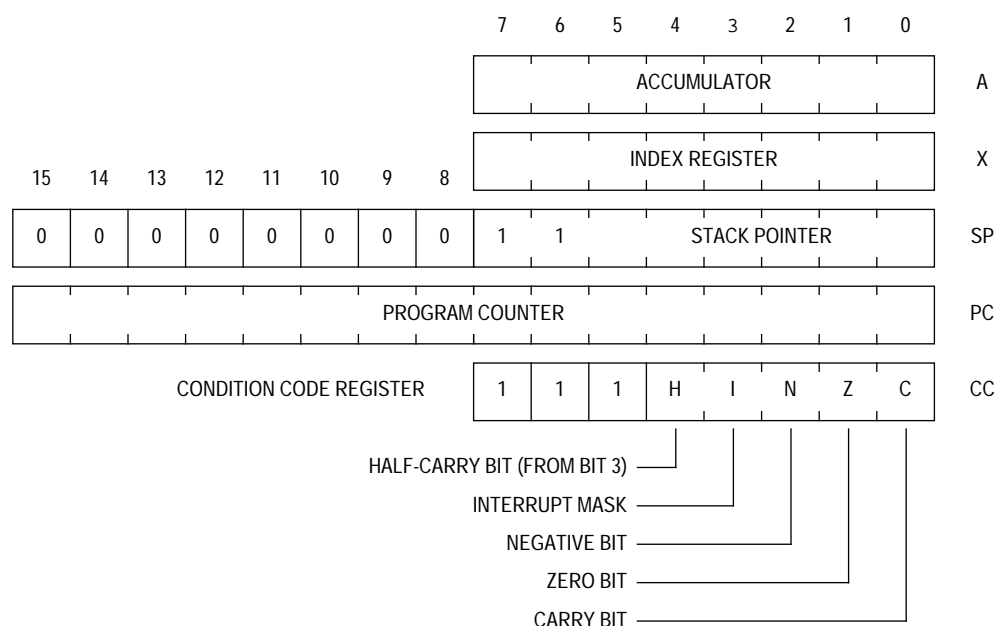 7 6 5 4 3 2 1 0
ACCUMULATOR A
INDEX REGISTER X
15 14 13 12 11 10 9 8
0 0 0 0 0 0 0 0 1 1 STACK POINTER SP
PROGRAM COUNTER PC
CONDITION CODE REGISTER 1 1 1 H I N Z C CC
HALF-CARRY BIT (FROM BIT 3)
INTERRUPT MASK
NEGATIVE BIT
ZERO BIT
CARRY BIT